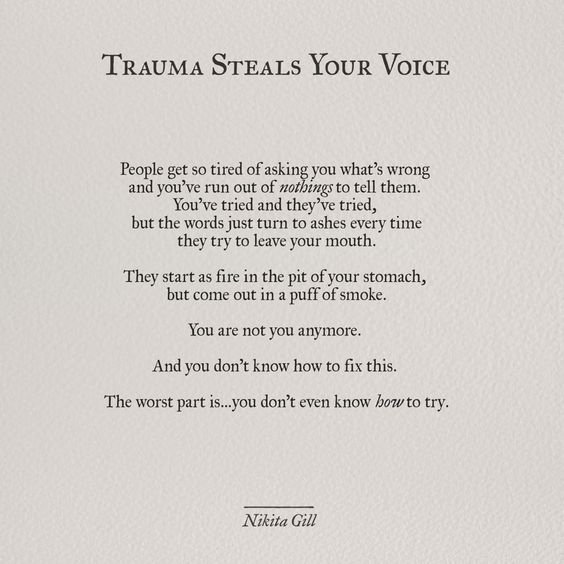 Trauma Steals Your Voice
People get so tired of asking you what's wrong
and you've run out of nothings to tell them.
You've tried and they've tried,
but the words just turn to ashes every time
they try to leave your mouth.
They start as fire in the pit of your stomach,
but come out in a puff of smoke.
You are not you anymore.
And you don't know how to fix this.
The worst part is...you don't even know how to try.
Nikita Gill